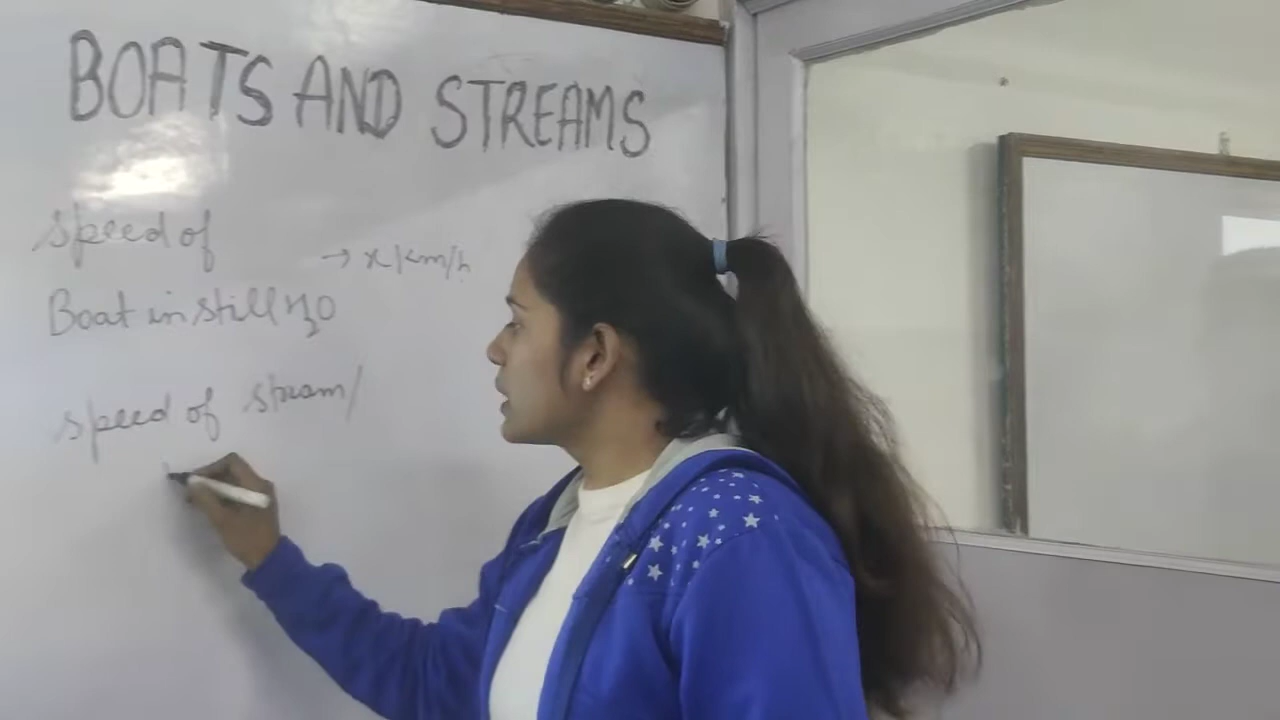 BOATS AND STREAMS
speed of
→ x km/h
Boat in still H2O
speed of stream/